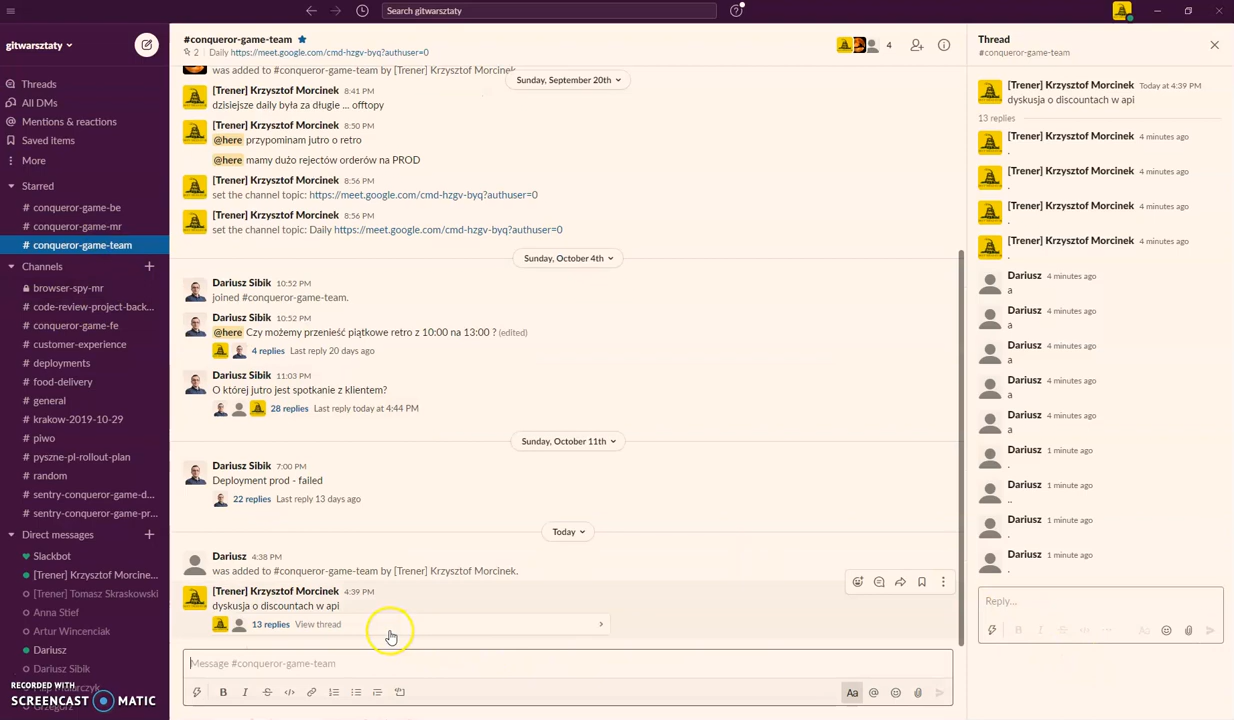 Search gitwarsztaty
gitwarsztaty
Threads
All DMs
Mentions & reactions
Saved items
More
Starred
# conqueror-game-be
# conqueror-game-mr
# conqueror-game-team
Channels
browser-spy-mr
# code-review-project-back...
# conqueror-game-fe
# customer-experience
# deployments
# food-delivery
# general
# krakow-2019-10-29
# piwo
# pyszne-pl-rollout-plan
# random
# sentry-conqueror-game-d...
# sentry-conqueror-game-pr...
Direct messages
Slackbot
[Trener] Krzysztof Morcine...
[Trener] Tomasz Skraskowski
Anna Stief
Artur Wincenciak
Dariusz
Dariusz Sibik
RECORDED WITH
SCREENCAST MATIC
#conqueror-game-team
2 | Daily https://meet.google.com/cmd-hzgv-byq?authuser=0
4
was added to #conqueror-game-team by [Trener] Krzysztof Morcinek.
Sunday, September 20th
[Trener] Krzysztof Morcinek 8:41 PM
dzisiejsze daily była za długie ... offtopy
[Trener] Krzysztof Morcinek 8:50 PM
@here przypominam jutro o retro
@here mamy dużo rejectów orderów na PROD
[Trener] Krzysztof Morcinek 8:56 PM
set the channel topic: https://meet.google.com/cmd-hzgv-byq?authuser=0
[Trener] Krzysztof Morcinek 8:56 PM
set the channel topic: Daily https://meet.google.com/cmd-hzgv-byq?authuser=0
Sunday, October 4th
Dariusz Sibik 10:52 PM
joined #conqueror-game-team.
Dariusz Sibik 10:52 PM
@here Czy możemy przenieść piątkowe retro z 10:00 na 13:00 ? (edited)
4 replies Last reply 20 days ago
Dariusz Sibik 11:03 PM
O której jutro jest spotkanie z klientem?
28 replies Last reply today at 4:44 PM
Sunday, October 11th
Dariusz Sibik 7:00 PM
Deployment prod - failed
22 replies Last reply 13 days ago
Today
Dariusz 4:38 PM
was added to #conqueror-game-team by [Trener] Krzysztof Morcinek.
[Trener] Krzysztof Morcinek 4:39 PM
dyskusja o discountach w api
13 replies View thread
Message #conqueror-game-team
B I S Aa @
Thread
#conqueror-game-team
[Trener] Krzysztof Morcinek Today at 4:39 PM
dyskusja o discountach w api
13 replies
[Trener] Krzysztof Morcinek 4 minutes ago
.
[Trener] Krzysztof Morcinek 4 minutes ago
.
[Trener] Krzysztof Morcinek 4 minutes ago
.
[Trener] Krzysztof Morcinek 4 minutes ago
.
Dariusz 4 minutes ago
a
Dariusz 4 minutes ago
a
Dariusz 4 minutes ago
a
Dariusz 4 minutes ago
a
Dariusz 4 minutes ago
a
Dariusz 1 minute ago
.
Dariusz 1 minute ago
..
Dariusz 1 minute ago
.
Dariusz 1 minute ago
.
Reply...
B I S Aa